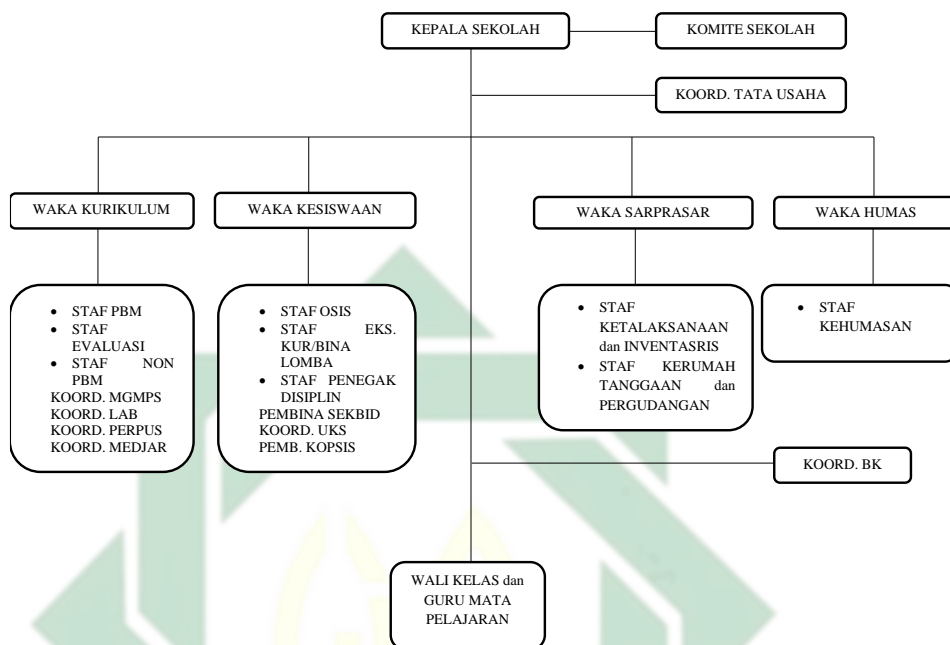 KEPALA SEKOLAH
KOMITE SEKOLAH
KOORD. TATA USAHA
WAKA KURIKULUM
WAKA KESISWAAN
WAKA SARPRASAR
WAKA HUMAS
• STAF PBM
• STAF
EVALUASI
• STAF NON
PBM
KOORD. MGMPS
KOORD. LAB
KOORD. PERPUS
KOORD. MEDJAR
• STAF OSIS
• STAF EKS.
KUR/BINA
LOMBA
• STAF PENEGAK
DISIPLIN
PEMBINA SEKBID
KOORD. UKS
PEMB. KOPSIS
• STAF
KETALAKSANAAN
dan INVENTASRIS
• STAF KERUMAH
TANGGAAN dan
PERGUDANGAN
• STAF
KEHUMASAN
KOORD. BK
WALI KELAS dan
GURU MATA
PELAJARAN